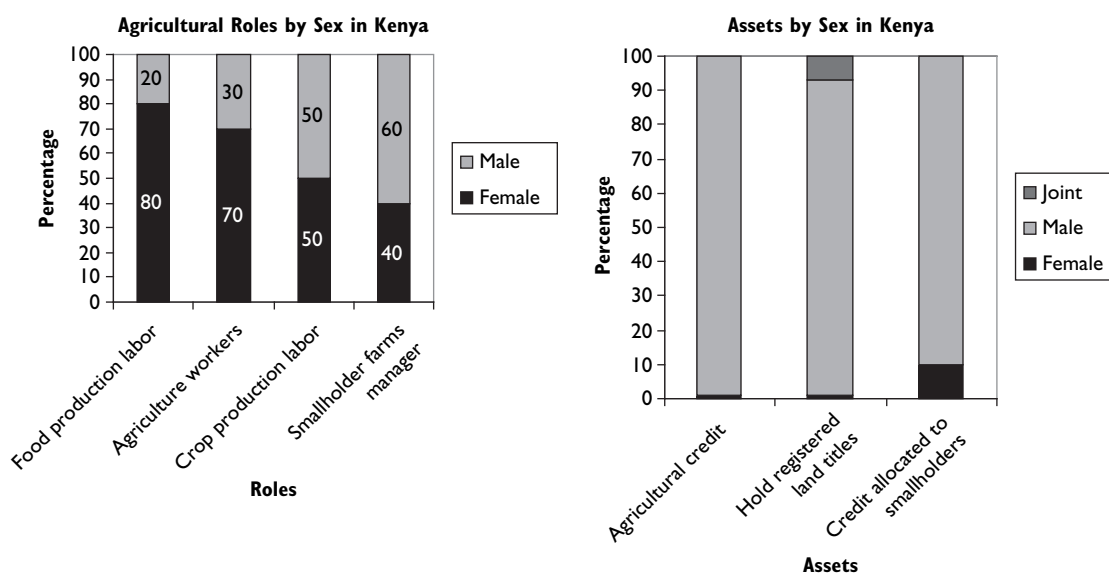 Agricultural Roles by Sex in Kenya
Percentage
100
90
80
70
60
50
40
30
20
10
0
20
80
30
70
50
50
60
40
Food production labor
Agriculture workers
Crop production labor
Smallholder farms
manager
Roles
Male
Female
Assets by Sex in Kenya
Percentage
100
90
80
70
60
50
40
30
20
10
0
Agricultural credit
Hold registered
land titles
Credit allocated to
smallholders
Assets
Joint
Male
Female